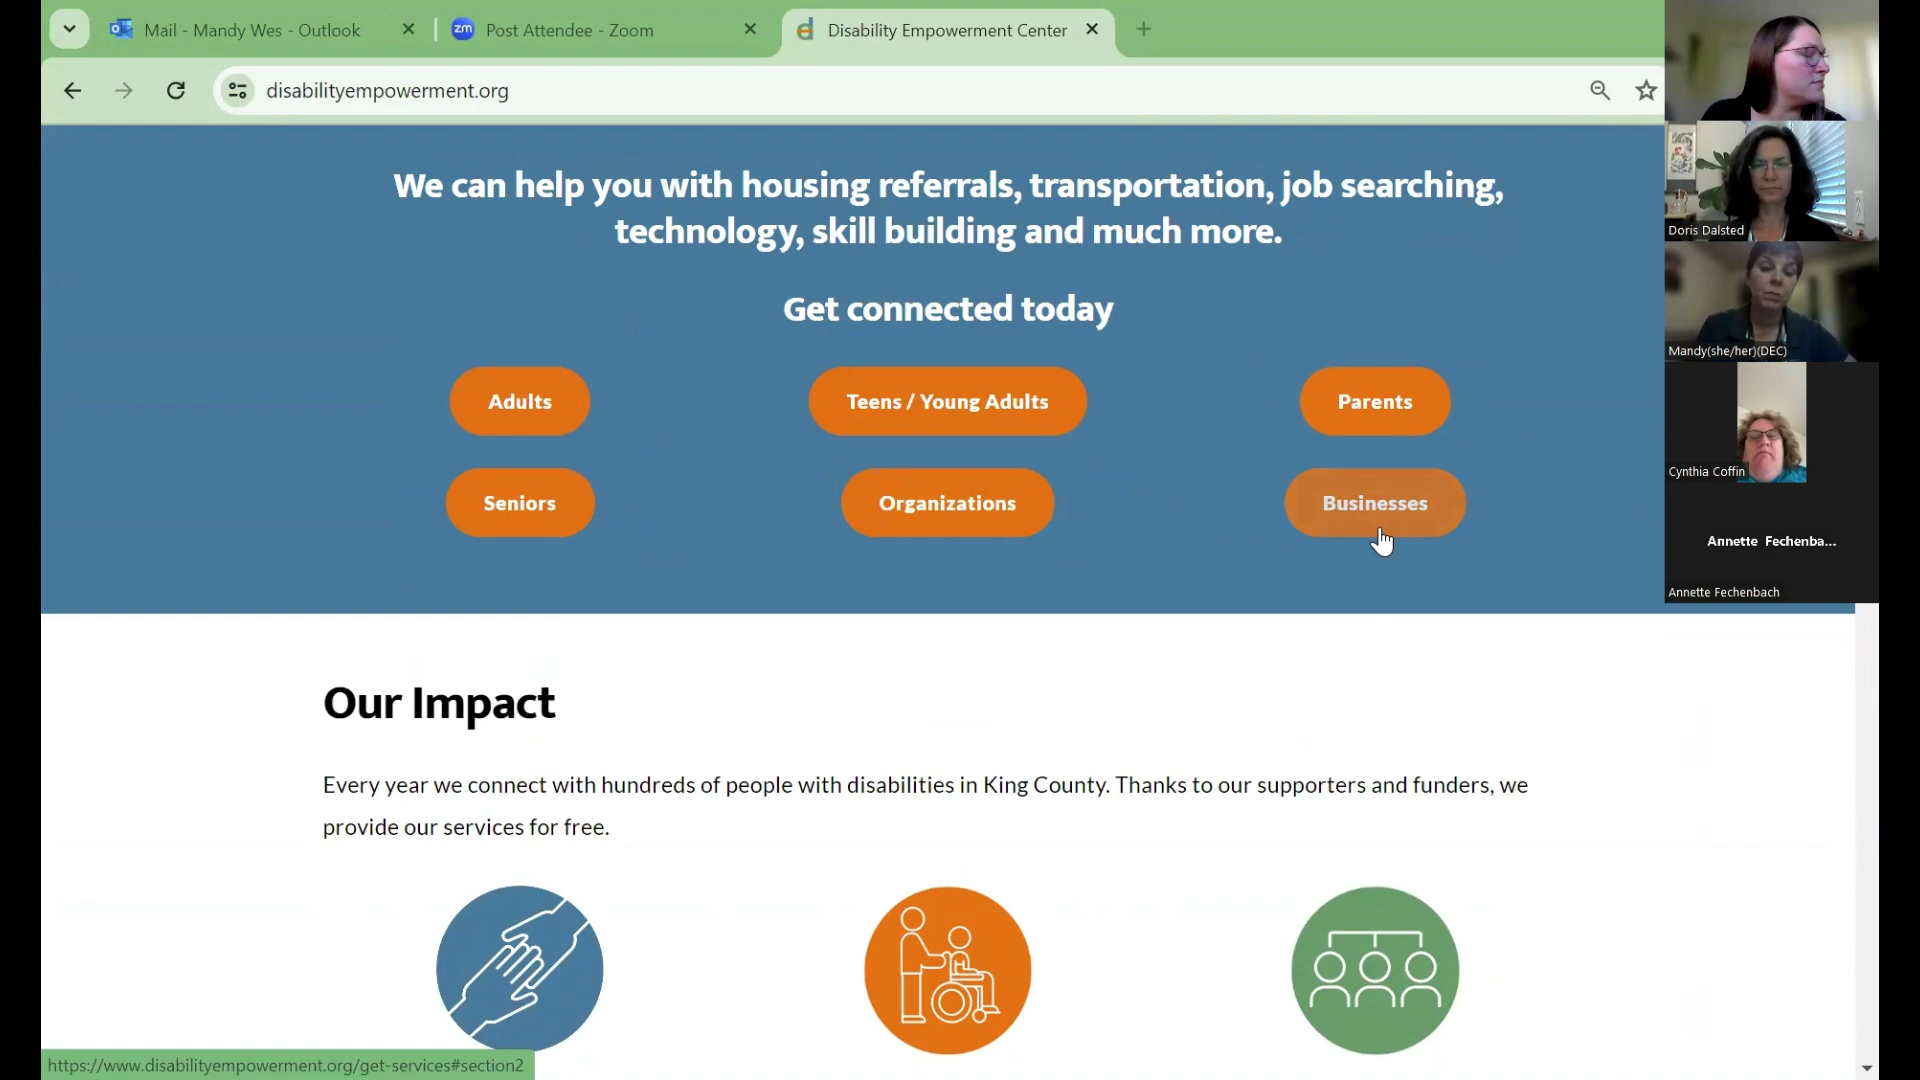 Mail - Mandy Wes - Outlook
zm
Post Attendee - Zoom
Disability Empowerment Center
disabilityempowerment.org
We can help you with housing referrals, transportation, job searching,
technology, skill building and much more.
Get connected today
Adults
Teens / Young Adults
Parents
Seniors
Organizations
Businesses
Our Impact
Every year we connect with hundreds of people with disabilities in King County. Thanks to our supporters and funders, we
provide our services for free.
https://www.disabilityempowerment.org/get-services#section2
Doris Dalsted
Mandy(she/her)(DEC)
Cynthia Coffin
Annette Fechenba...
Annette Fechenbach